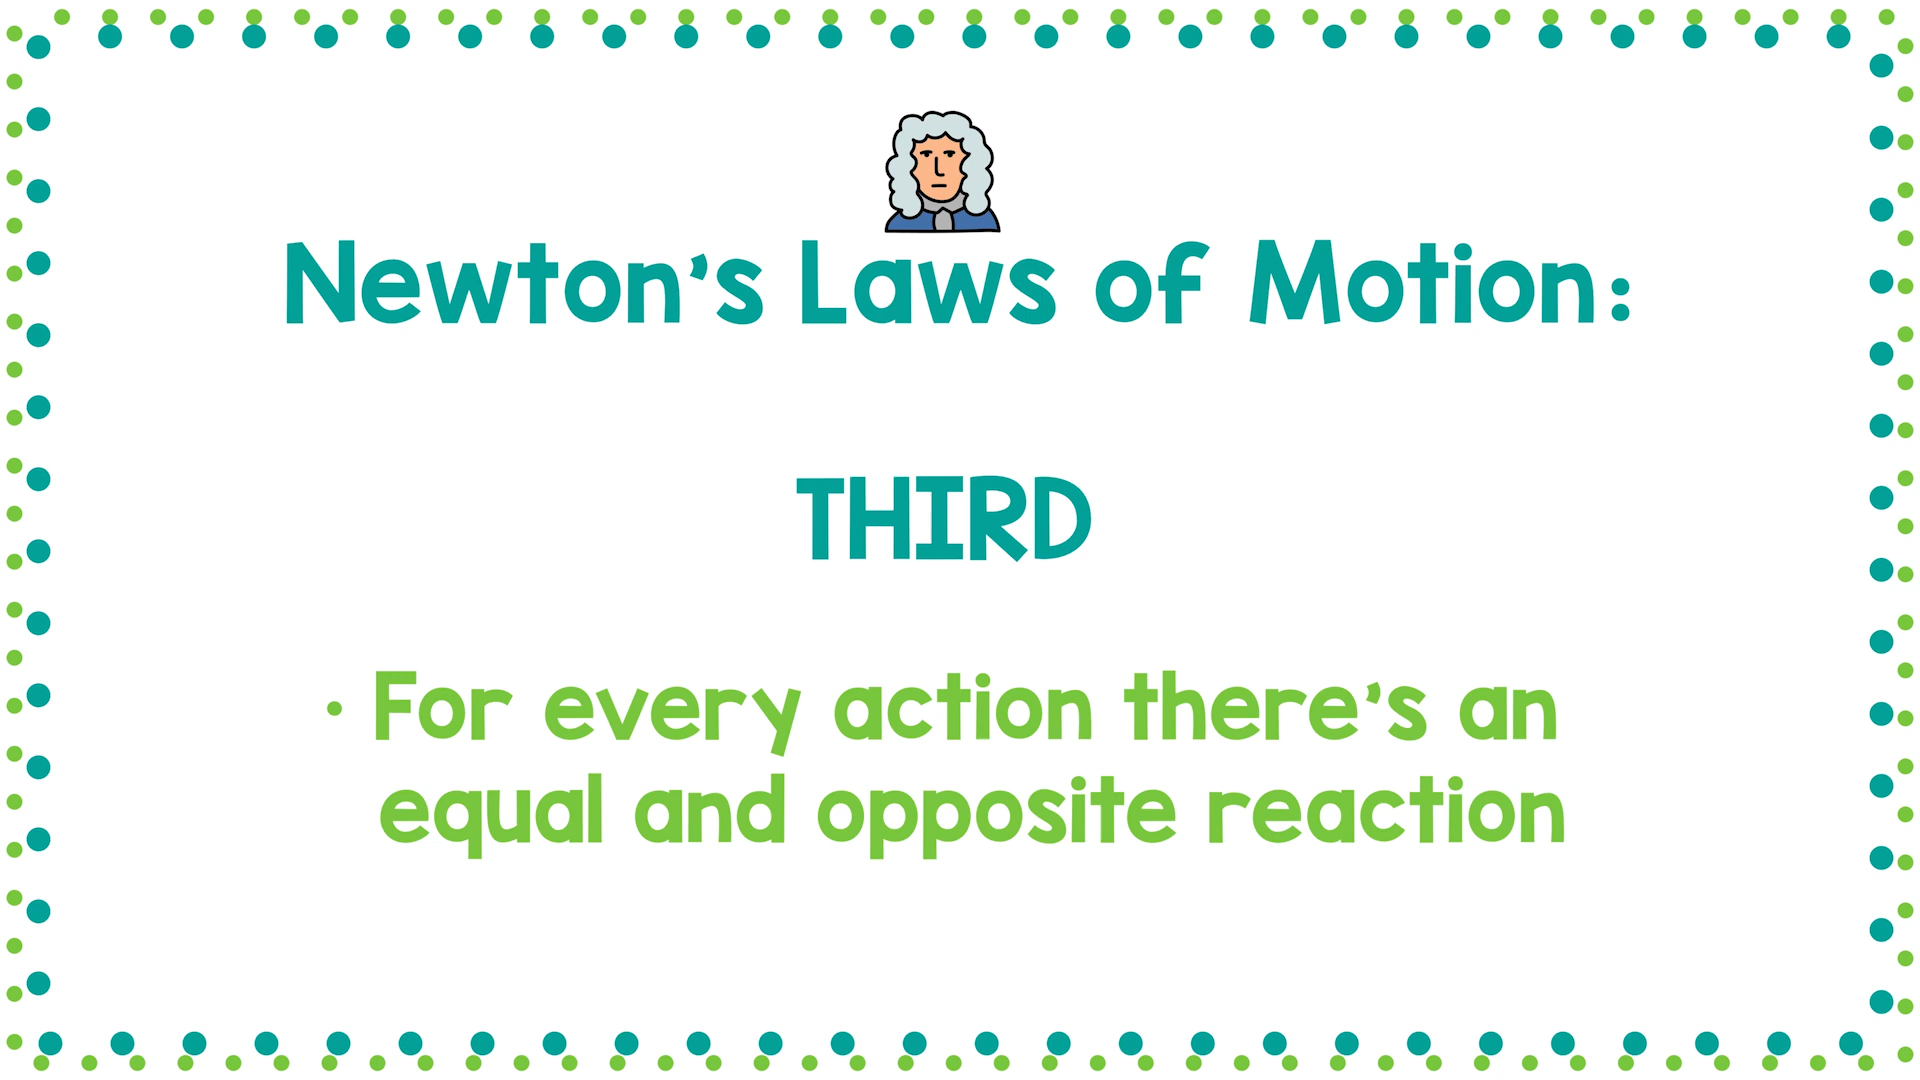 Newton's Laws of Motion:
THIRD
• For every action there's an
equal and opposite reaction